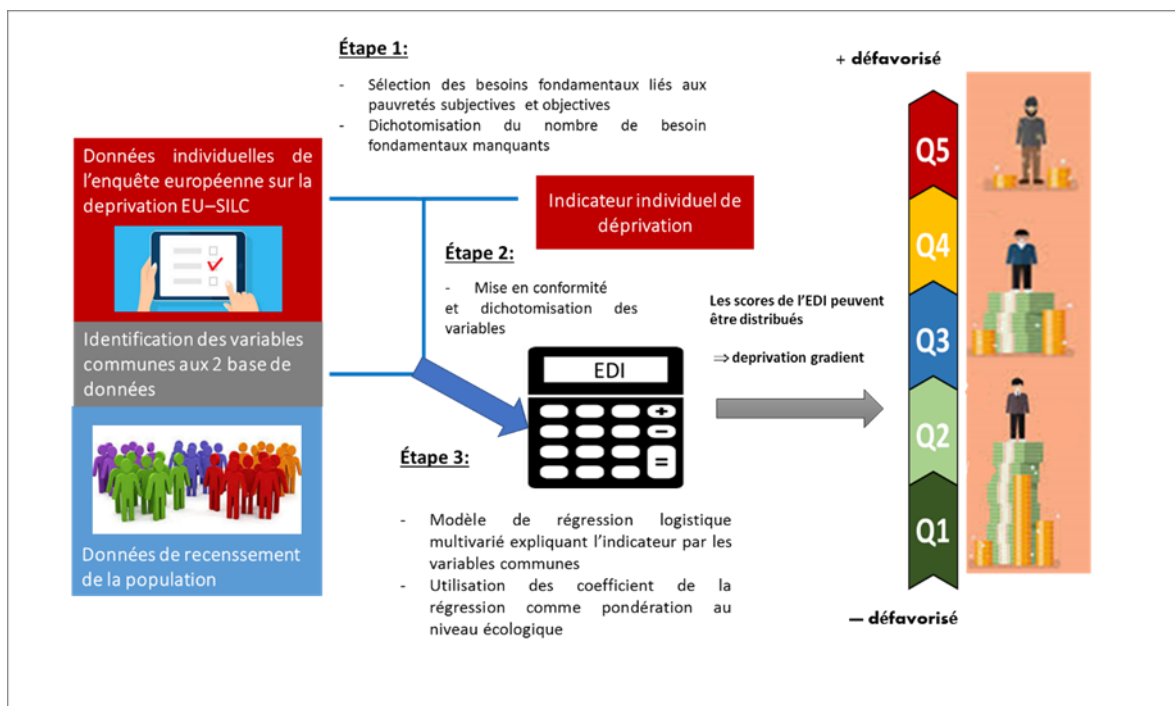 Étape 1:
- Sélection des besoins fondamentaux liés aux
pauvretés subjectives et objectives
- Dichotomisation du nombre de besoin
fondamentaux manquants
Données individuelles de
l'enquête européenne sur la
deprivation EU–SILC
Identification des variables
communes aux 2 base de
données
Données de recenssement
de la population
Indicateur individuel de
déprivation
Étape 2:
- Mise en conformité
et dichotomisation des
variables
EDI
+
−
=
Étape 3:
- Modèle de régression logistique
multivarié expliquant l'indicateur par les
variables communes
- Utilisation des coefficient de la
régression comme pondération au
niveau écologique
Les scores de l'EDI peuvent
être distribués
⇒ deprivation gradient
+ défavorisé
Q5
Q4
Q3
Q2
Q1
— défavorisé